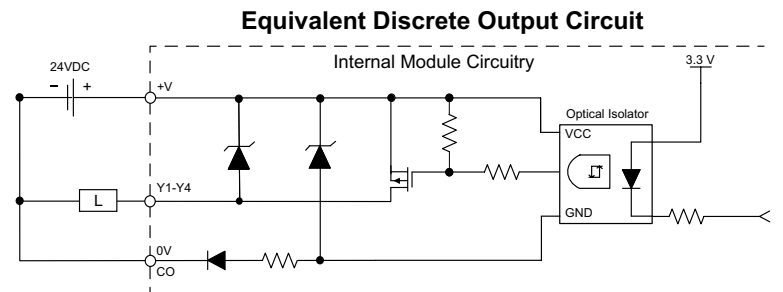 Equivalent Discrete Output Circuit
Internal Module Circuitry
24VDC
3.3 V
− +
+V
Optical Isolator
VCC
Y1-Y4
L
GND
0V
CO